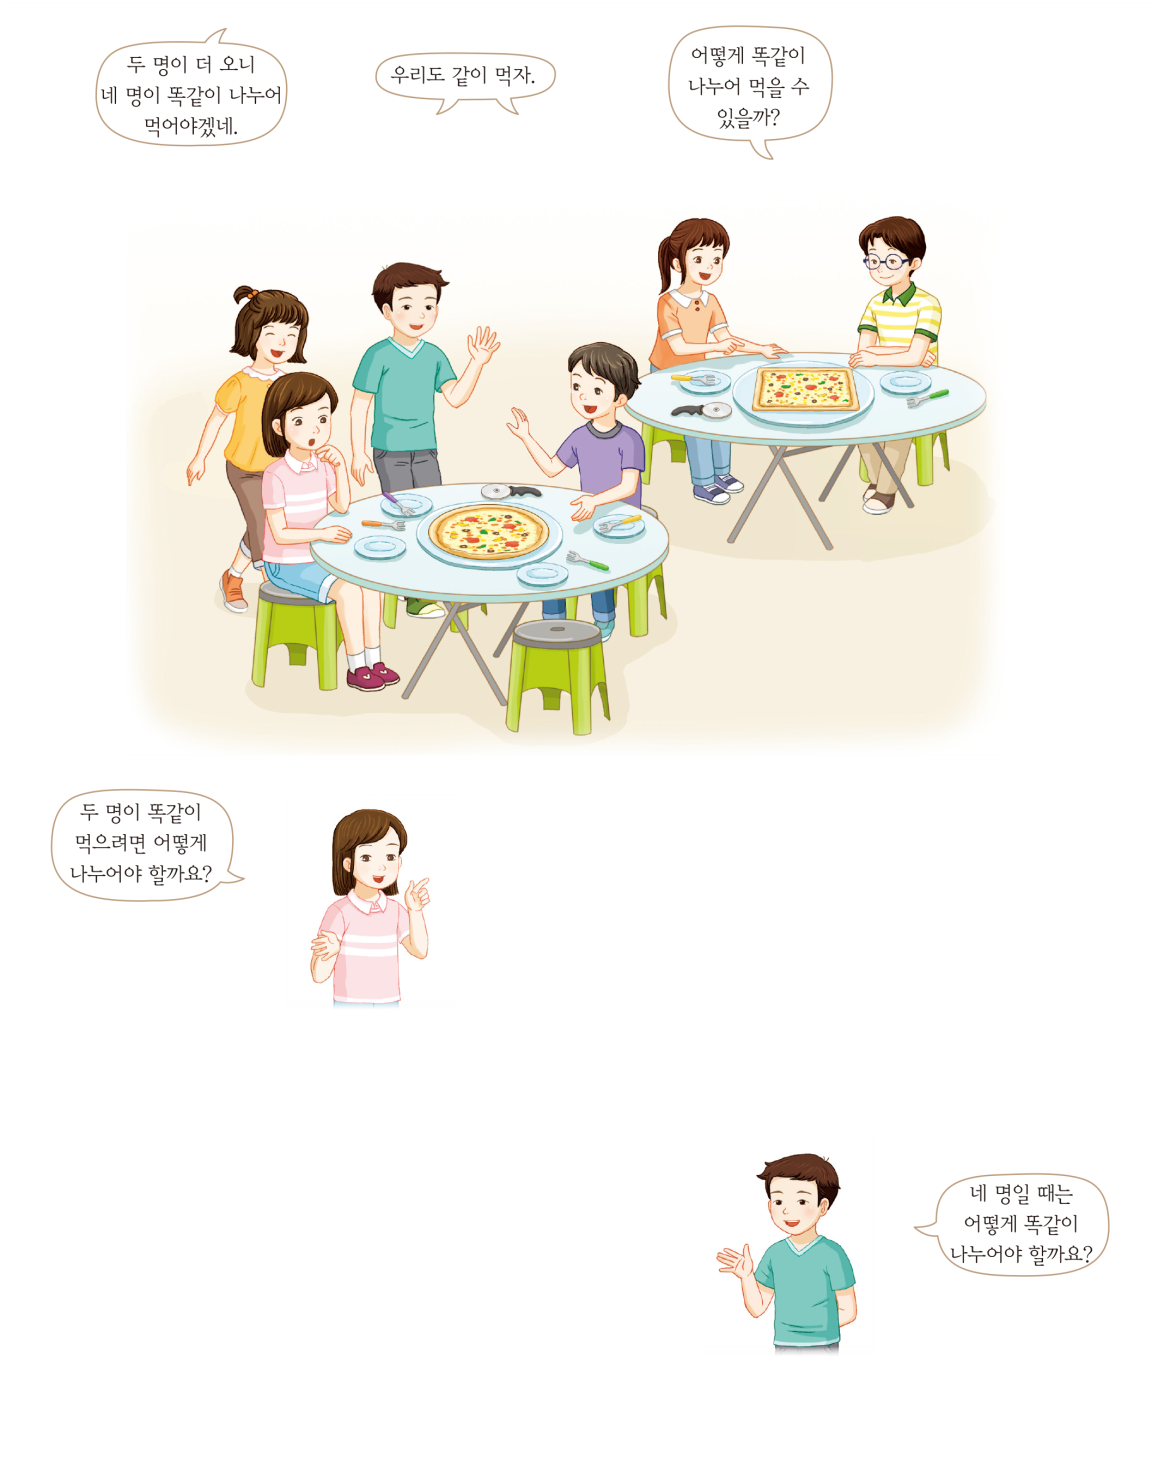 두 명이 더 오니
네 명이 똑같이 나누어
먹어야겠네.
우리도 같이 먹자.
어떻게 똑같이
나누어 먹을 수
있을까?
두 명이 똑같이
먹으려면 어떻게
나누어야 할까요?
네 명일 때는
어떻게 똑같이
나누어야 할까요?